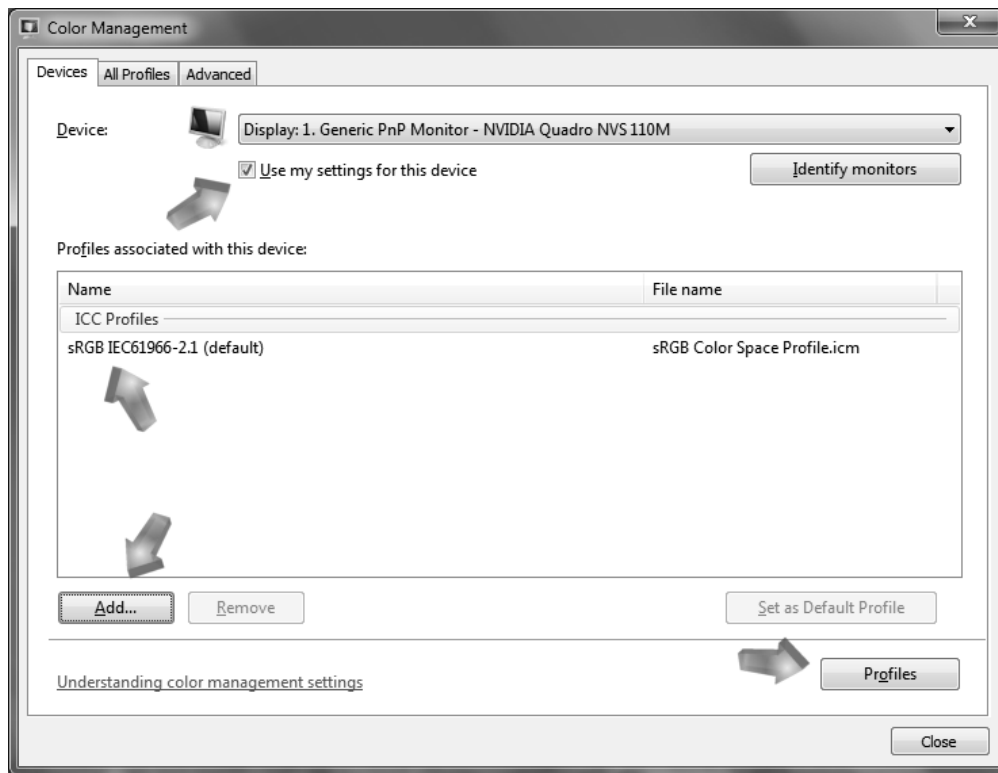 Color Management
Devices All Profiles Advanced
Device: Display: 1. Generic PnP Monitor - NVIDIA Quadro NVS 110M
Use my settings for this device Identify monitors
Profiles associated with this device:
Name File name
ICC Profiles
sRGB IEC61966-2.1 (default) sRGB Color Space Profile.icm
Add... Remove Set as Default Profile
Understanding color management settings Profiles
Close